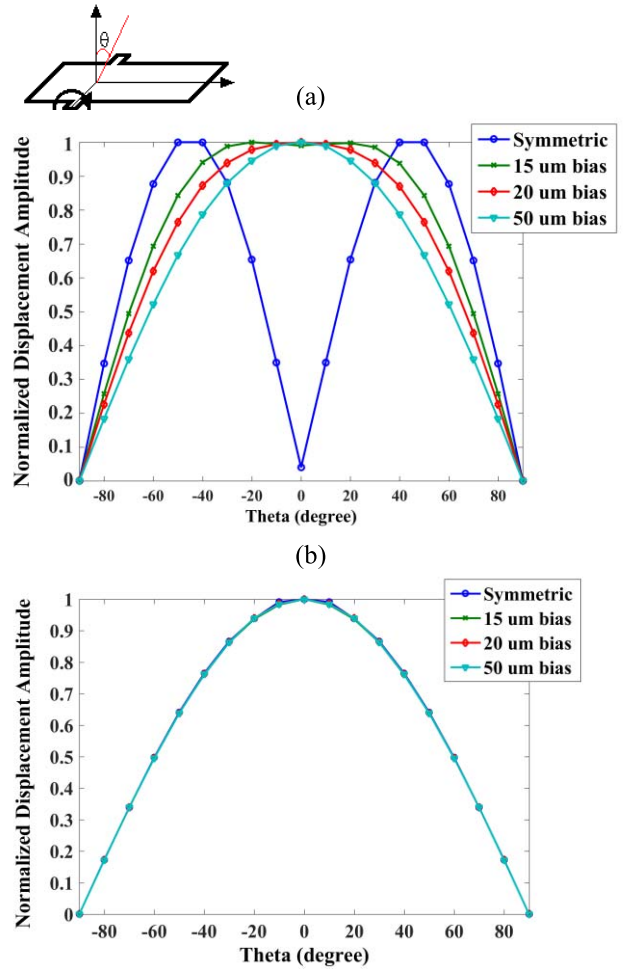 θ
(a)
Symmetric
15 um bias
20 um bias
50 um bias
Normalized Displacement Amplitude
1
0.9
0.8
0.7
0.6
0.5
0.4
0.3
0.2
0.1
0
-80 -60 -40 -20 0 20 40 60 80
Theta (degree)
(b)
Symmetric
15 um bias
20 um bias
50 um bias
Normalized Displacement Amplitude
1
0.9
0.8
0.7
0.6
0.5
0.4
0.3
0.2
0.1
0
-80 -60 -40 -20 0 20 40 60 80
Theta (degree)